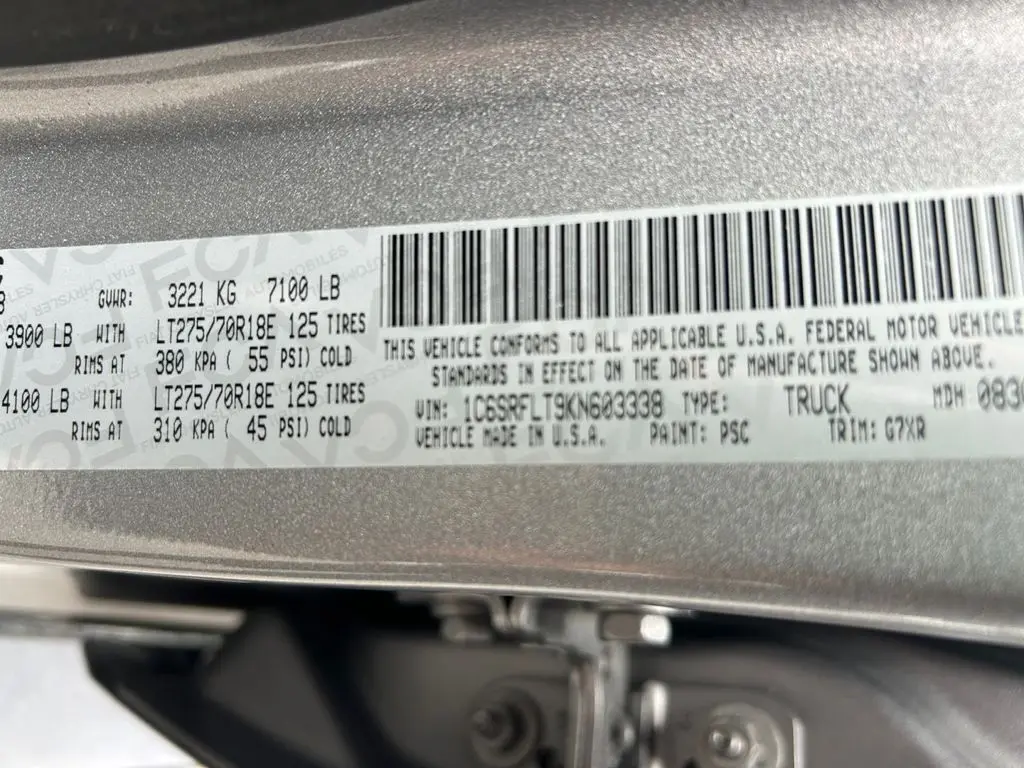 GVWR: 3221 KG 7100 LB
3900 LB WITH LT275/70R18E 125 TIRES
RIMS AT 380 KPA ( 55 PSI) COLD
4100 LB WITH LT275/70R18E 125 TIRES
RIMS AT 310 KPA ( 45 PSI) COLD
THIS VEHICLE CONFORMS TO ALL APPLICABLE U.S.A. FEDERAL MOTOR VEHICLE
STANDARDS IN EFFECT ON THE DATE OF MANUFACTURE SHOWN ABOVE.
VIN: 1C6SRFLT9KN603338 TYPE: TRUCK MDH 083
VEHICLE MADE IN U.S.A. PAINT: PSC TRIM: G7XR